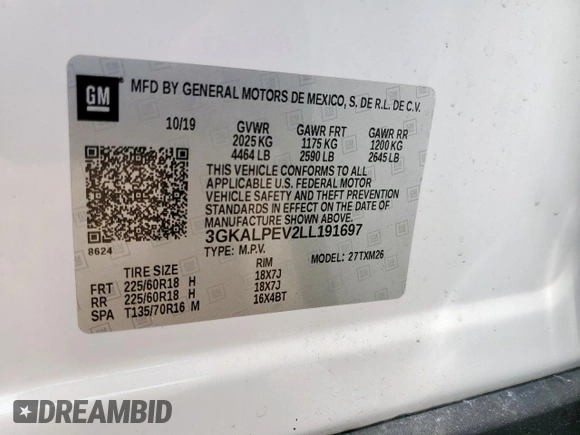 GM
MFD BY GENERAL MOTORS DE MEXICO, S. DE R.L. DE C.V.
10/19 GVWR GAWR FRT GAWR RR
2025 KG 1175 KG 1200 KG
4464 LB 2590 LB 2645 LB
THIS VEHICLE CONFORMS TO ALL
APPLICABLE U.S. FEDERAL MOTOR
VEHICLE SAFETY AND THEFT PREVENTION
STANDARDS IN EFFECT ON THE DATE OF
MANUFACTURE SHOWN ABOVE.
8624
3GKALPEV2LL191697
TYPE: M.P.V. MODEL: 27TXM26
TIRE SIZE RIM
FRT 225/60R18 H 18X7J
RR 225/60R18 H 18X7J
SPA T135/70R16 M 16X4BT
DREAMBID